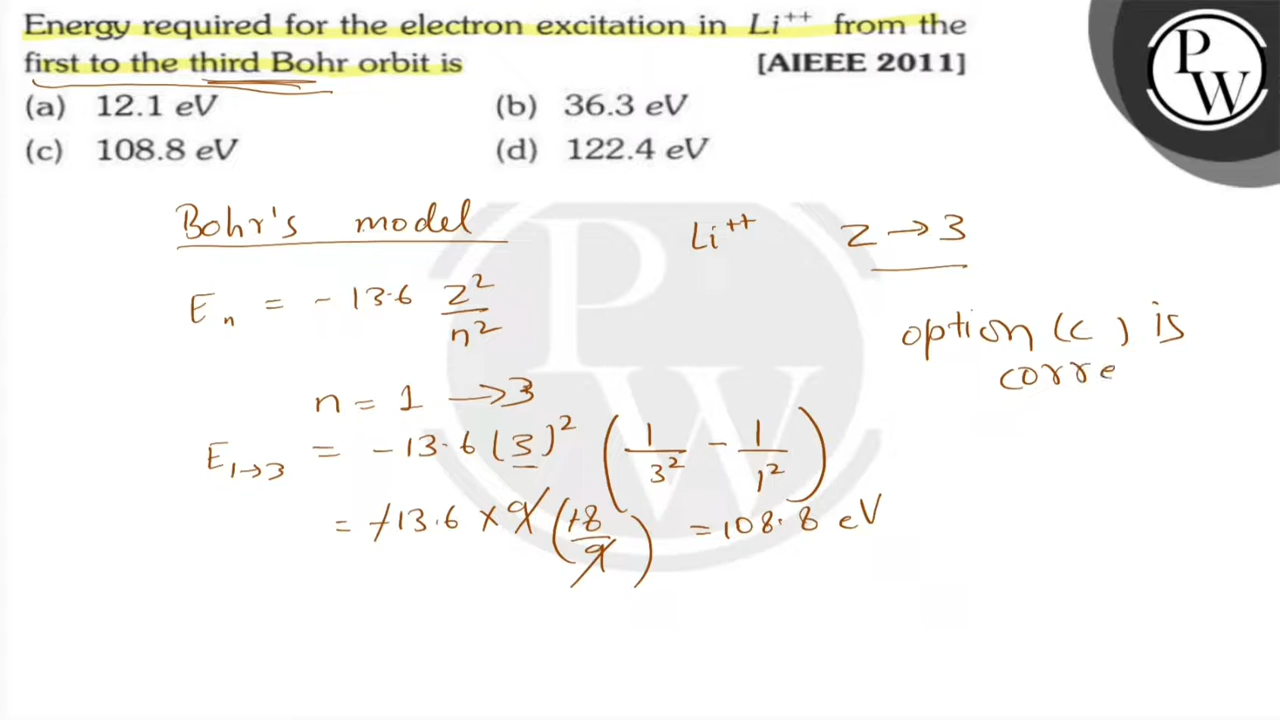 Energy required for the electron excitation in Li⁺⁺ from the
first to the third Bohr orbit is [AIEEE 2011]
(a) 12.1 eV (b) 36.3 eV
(c) 108.8 eV (d) 122.4 eV
P
W
Bohr's model
Li⁺⁺ Z → 3
Eₙ = - 13.6 Z²/n²
option (c) is
corre
n = 1 → 3
E₁→₃ = - 13.6 (3)² (1/3² - 1/1²)
= +13.6 × 9 (+8/9) = 108.8 eV
P
W